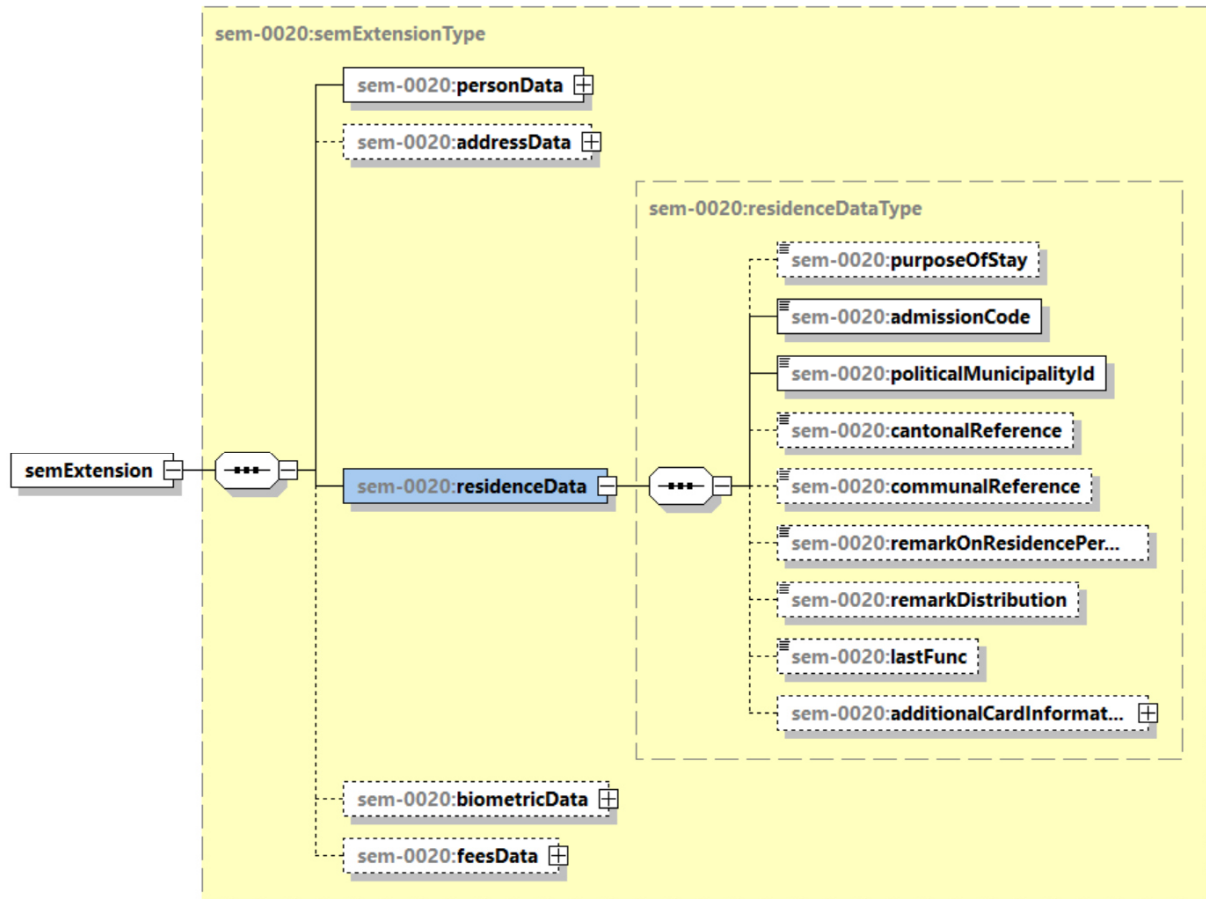 sem-0020:semExtensionType
sem-0020:personData
sem-0020:addressData
sem-0020:residenceDataType
sem-0020:purposeOfStay
sem-0020:admissionCode
sem-0020:politicalMunicipalityId
sem-0020:cantonalReference
semExtension
sem-0020:residenceData
sem-0020:communalReference
sem-0020:remarkOnResidencePer...
sem-0020:remarkDistribution
sem-0020:lastFunc
sem-0020:additionalCardInformat...
sem-0020:biometricData
sem-0020:feesData